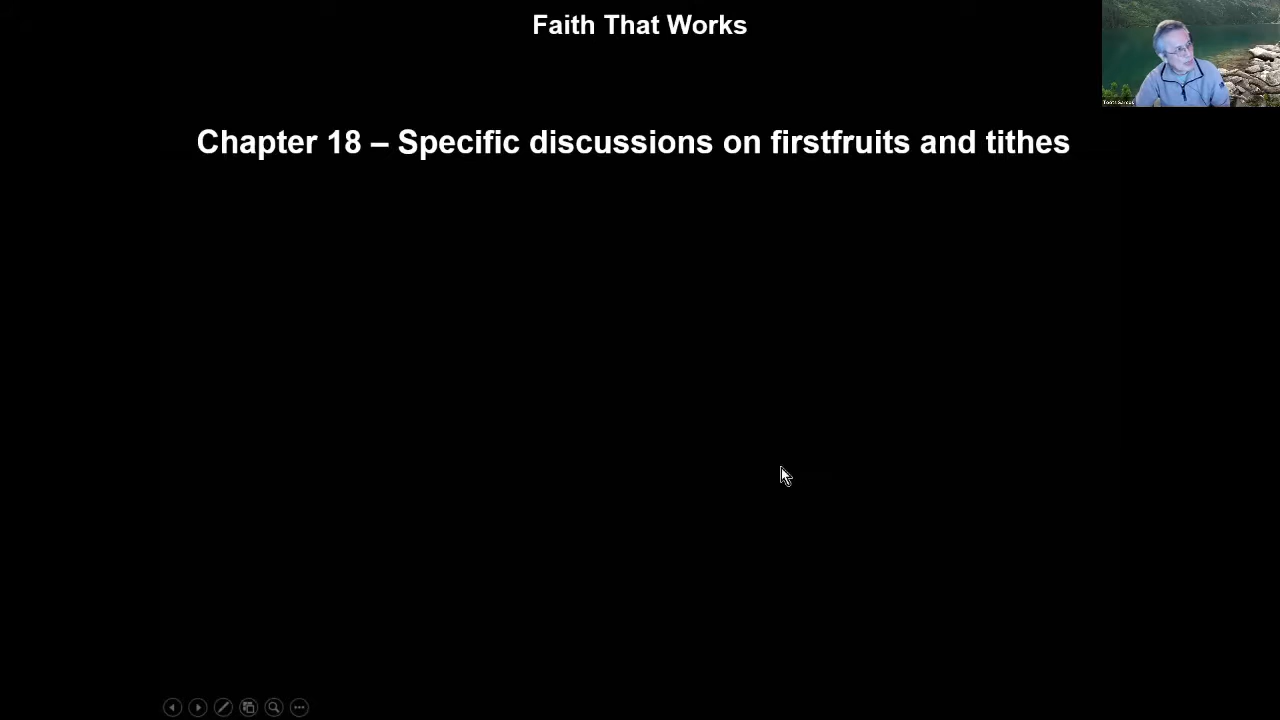 Faith That Works
Chapter 18 – Specific discussions on firstfruits and tithes